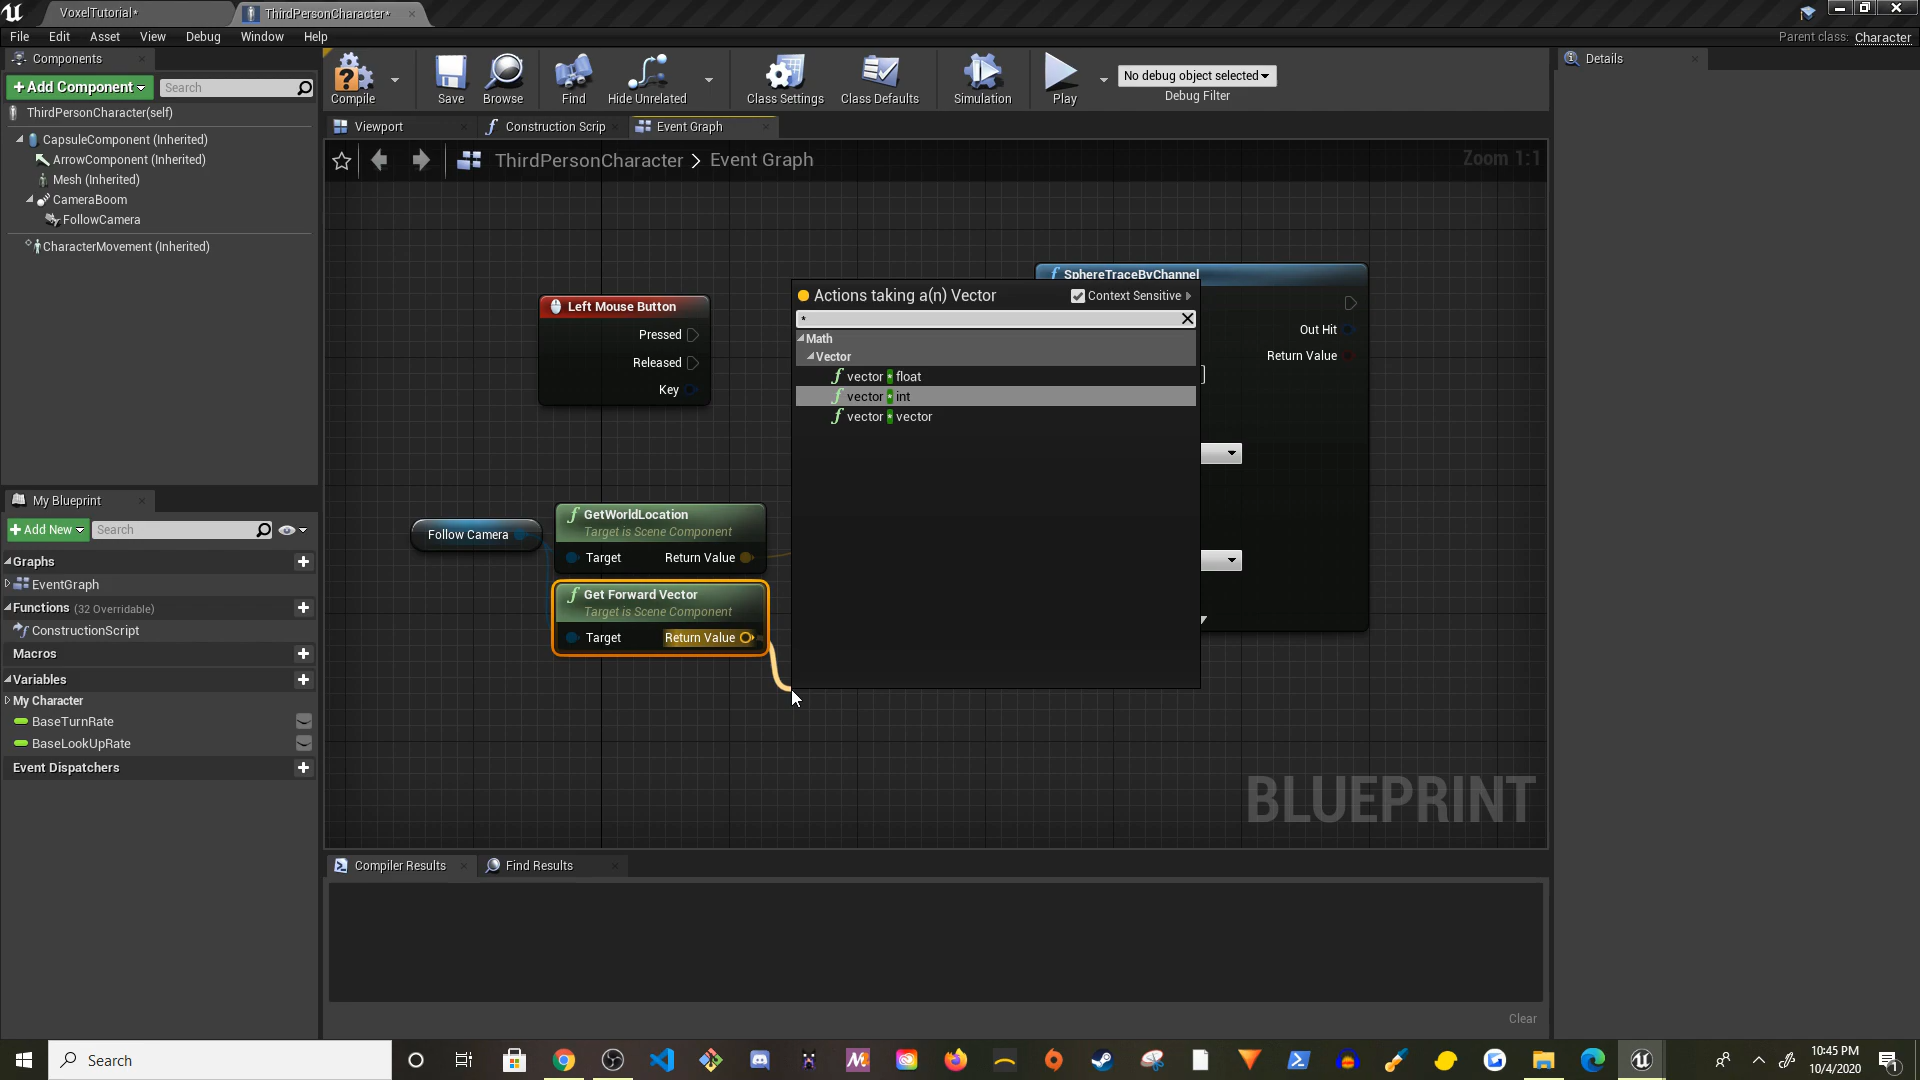 VoxelTutorial*
ThirdPersonCharacter*
File Edit Asset View Debug Window Help
Parent class: Character
Components
+Add Component
Search
ThirdPersonCharacter(self)
CapsuleComponent (Inherited)
ArrowComponent (Inherited)
Mesh (Inherited)
CameraBoom
FollowCamera
CharacterMovement (Inherited)
Compile
Save
Browse
Find
Hide Unrelated
Class Settings
Class Defaults
Simulation
Play
No debug object selected
Debug Filter
Details
Viewport
Construction Scrip
Event Graph
ThirdPersonCharacter > Event Graph
Zoom 1:1
Left Mouse Button
Pressed
Released
Key
SphereTraceByChannel
Out Hit
Return Value
Actions taking a(n) Vector
Context Sensitive
*
Math
Vector
vector * float
vector * int
vector * vector
Follow Camera
GetWorldLocation
Target is Scene Component
Target Return Value
Get Forward Vector
Target is Scene Component
Target Return Value
BLUEPRINT
My Blueprint
+Add New
Search
Graphs
EventGraph
Functions (32 Overridable)
ConstructionScript
Macros
Variables
My Character
BaseTurnRate
BaseLookUpRate
Event Dispatchers
Compiler Results
Find Results
Clear
Search
10:45 PM
10/4/2020
1